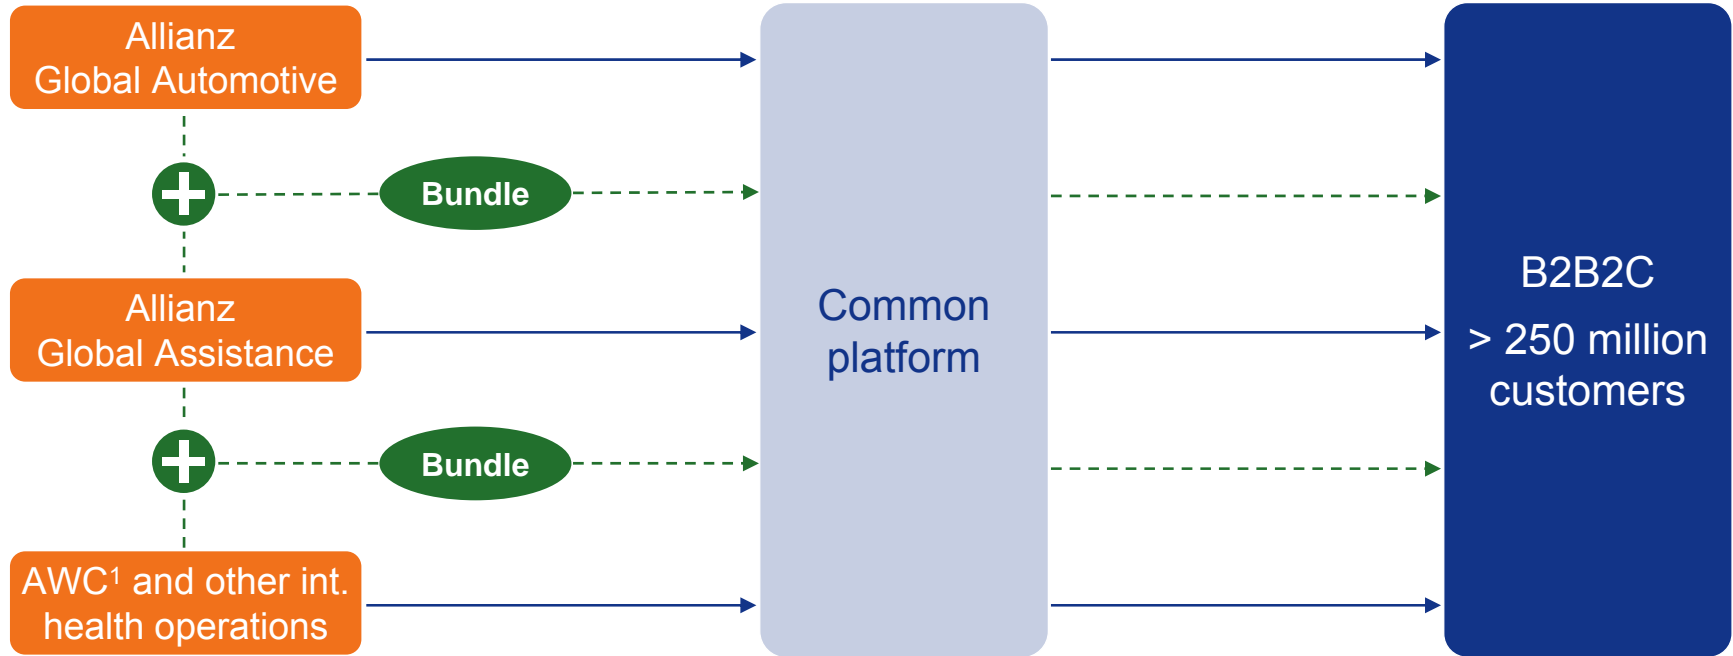 Allianz
Global Automotive
Bundle
Allianz
Global Assistance
Bundle
AWC¹ and other int.
health operations
Common
platform
B2B2C
> 250 million
customers